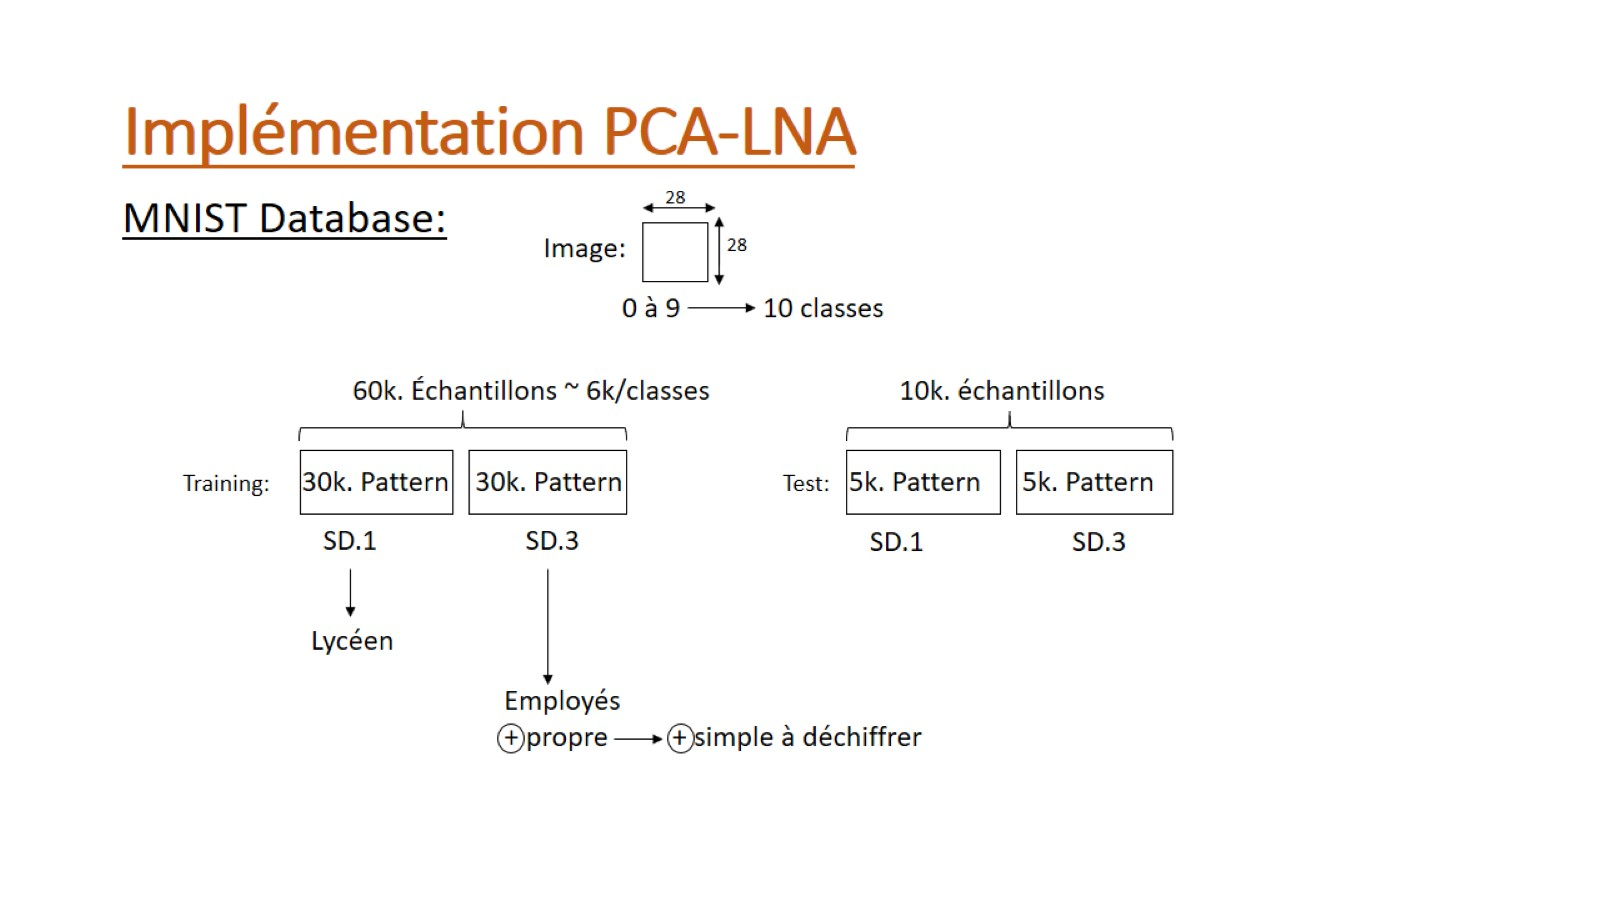 Implémentation PCA-LNA
MNIST Database:
28
Image:
28
0 à 9
10 classes
60k. Échantillons ~ 6k/classes
10k. échantillons
Training:
30k. Pattern
30k. Pattern
Test:
5k. Pattern
5k. Pattern
SD.1
SD.3
SD.1
SD.3
Lycéen
Employés
+ propre
+ simple à déchiffrer